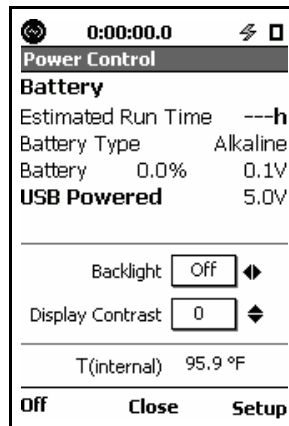 0:00:00.0
Power Control
Battery
Estimated Run Time ---h
Battery Type Alkaline
Battery 0.0% 0.1V
USB Powered 5.0V
Backlight Off
Display Contrast 0
T(internal) 95.9 °F
Off Close Setup